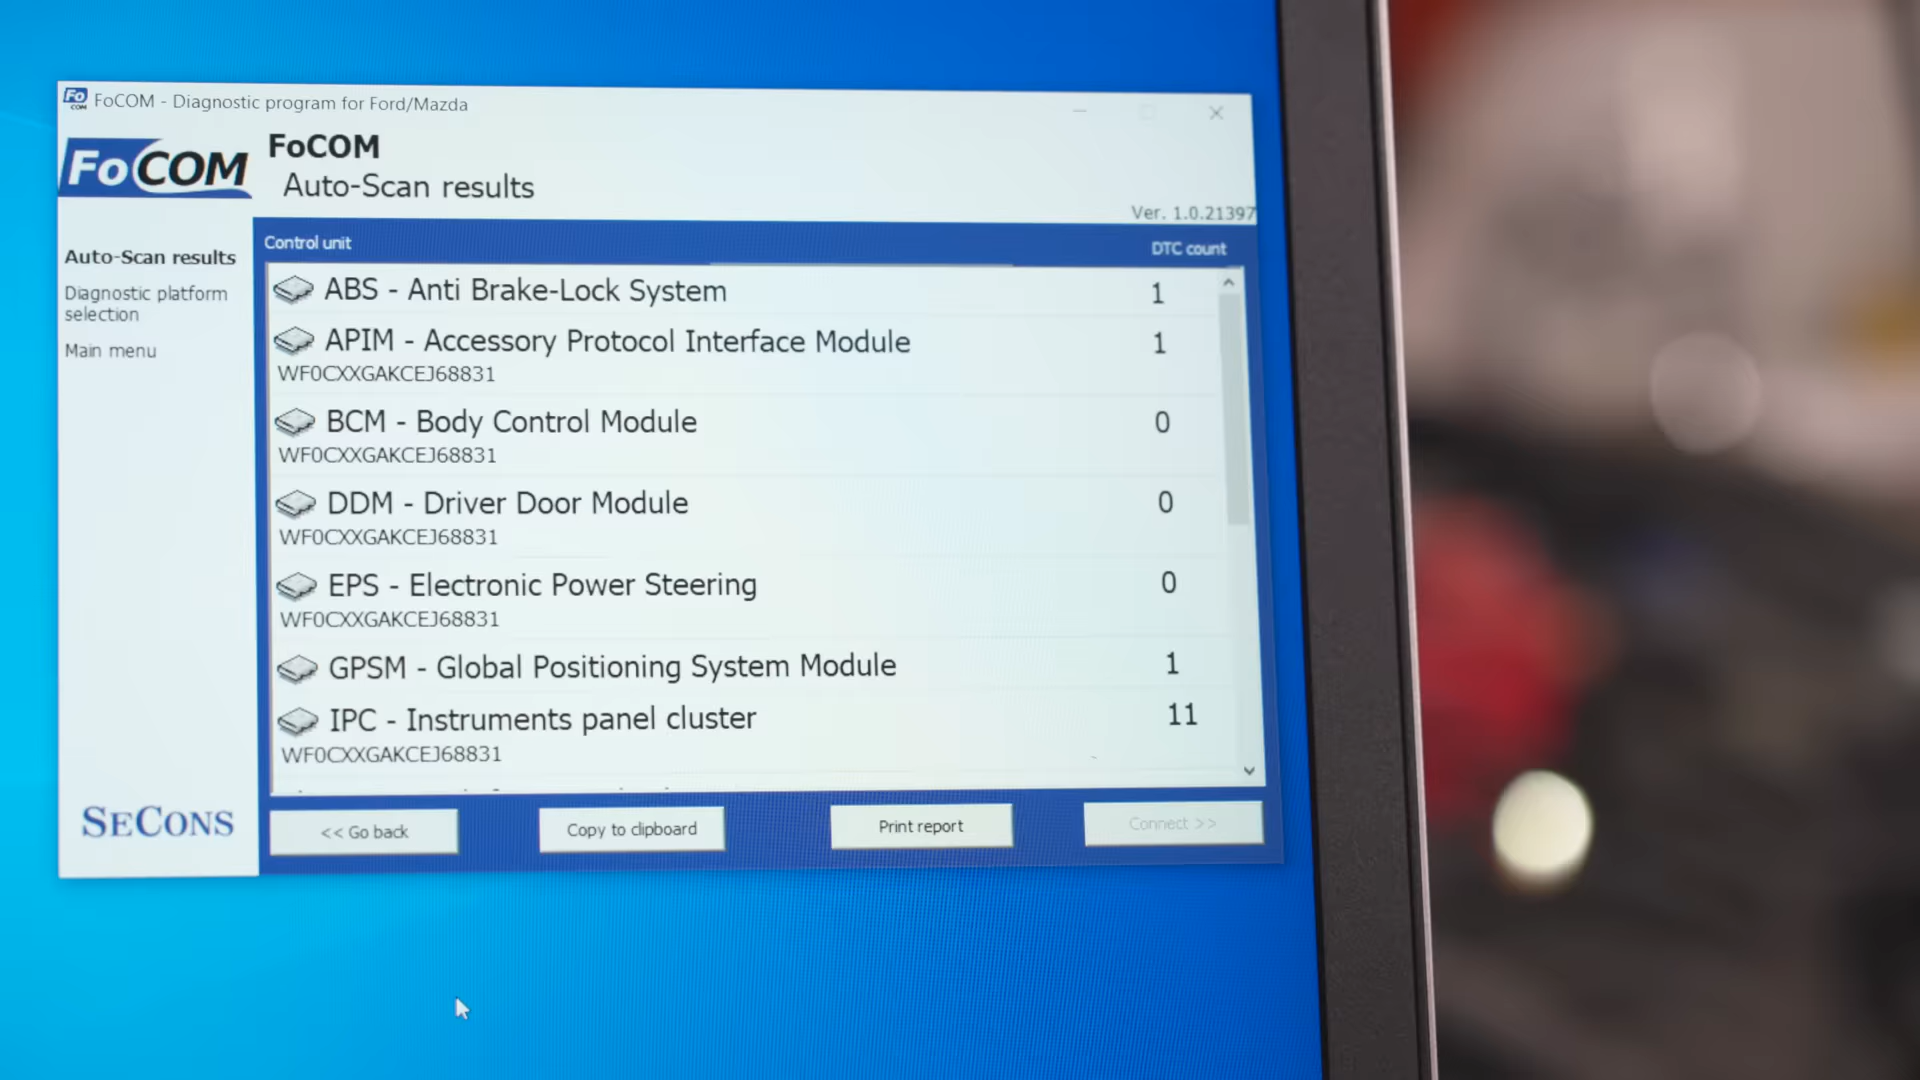 Fo
COM
FoCOM - Diagnostic program for Ford/Mazda
FoCOM
FoCOM
Auto-Scan results
Ver. 1.0.21397
Auto-Scan results
Diagnostic platform
selection
Main menu
Control unit DTC count
ABS - Anti Brake-Lock System 1
APIM - Accessory Protocol Interface Module 1
WF0CXXGAKCEJ68831
BCM - Body Control Module 0
WF0CXXGAKCEJ68831
DDM - Driver Door Module 0
WF0CXXGAKCEJ68831
EPS - Electronic Power Steering 0
WF0CXXGAKCEJ68831
GPSM - Global Positioning System Module 1
IPC - Instruments panel cluster 11
WF0CXXGAKCEJ68831
SECONS
<< Go back Copy to clipboard Print report Connect >>